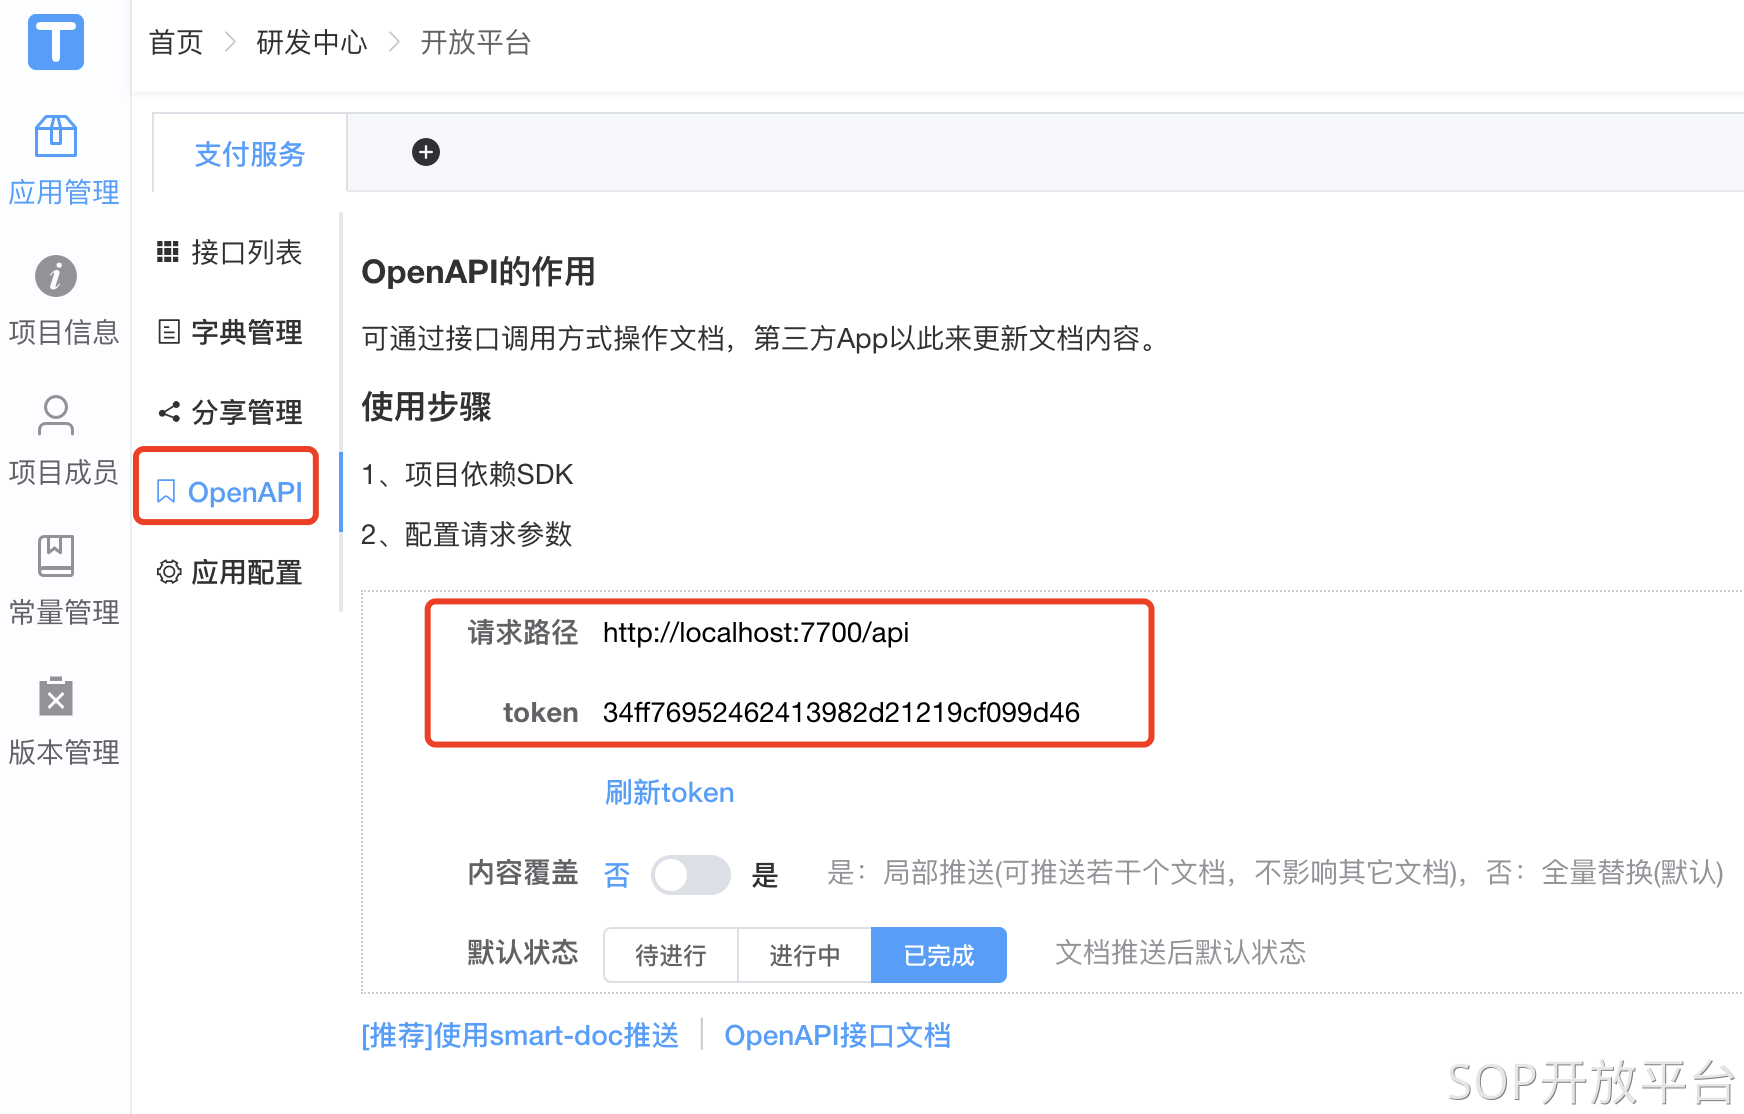 T
首页 > 研发中心 > 开放平台
应用管理
项目信息
项目成员
常量管理
版本管理
支付服务
接口列表
字典管理
分享管理
OpenAPI
应用配置
OpenAPI的作用
可通过接口调用方式操作文档，第三方App以此来更新文档内容。
使用步骤
1、项目依赖SDK
2、配置请求参数
请求路径 http://localhost:7700/api
token 34ff76952462413982d21219cf099d46
刷新token
内容覆盖 否 是 是：局部推送(可推送若干个文档，不影响其它文档)，否：全量替换(默认)
默认状态 待进行 进行中 已完成 文档推送后默认状态
[推荐]使用smart-doc推送 | OpenAPI接口文档
SOP开放平台